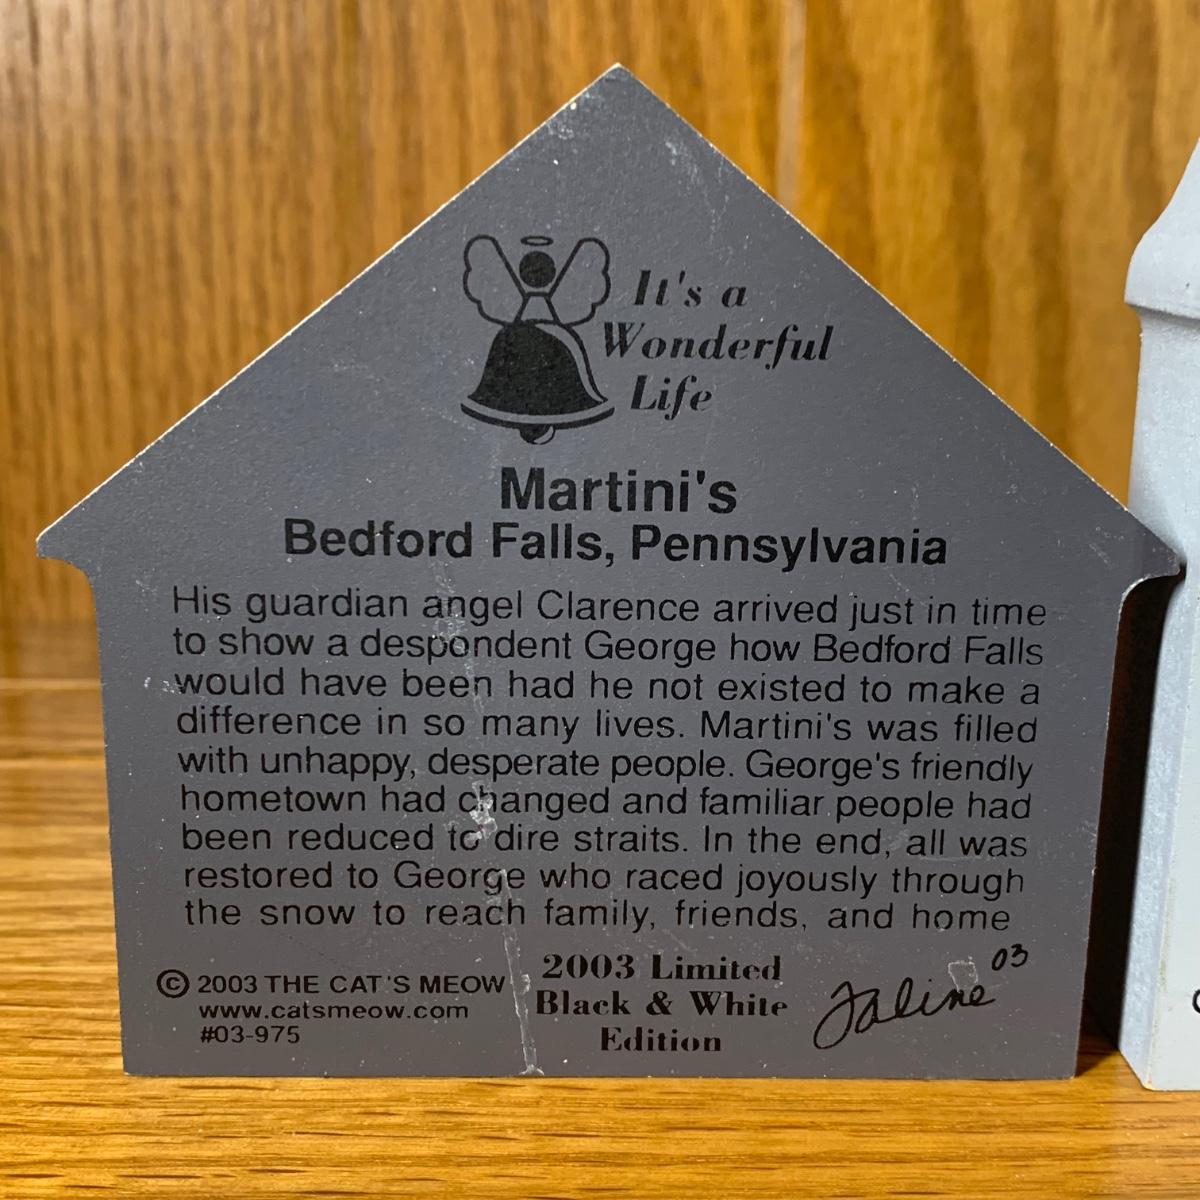 It's a
Wonderful
Life
Martini's
Bedford Falls, Pennsylvania
His guardian angel Clarence arrived just in time
to show a despondent George how Bedford Falls
would have been had he not existed to make a
difference in so many lives. Martini's was filled
with unhappy, desperate people. George's friendly
hometown had changed and familiar people had
been reduced to dire straits. In the end, all was
restored to George who raced joyously through
the snow to reach family, friends, and home
© 2003 THE CAT'S MEOW
www.catsmeow.com
#03-975
2003 Limited
Black & White
Edition
Faline 03